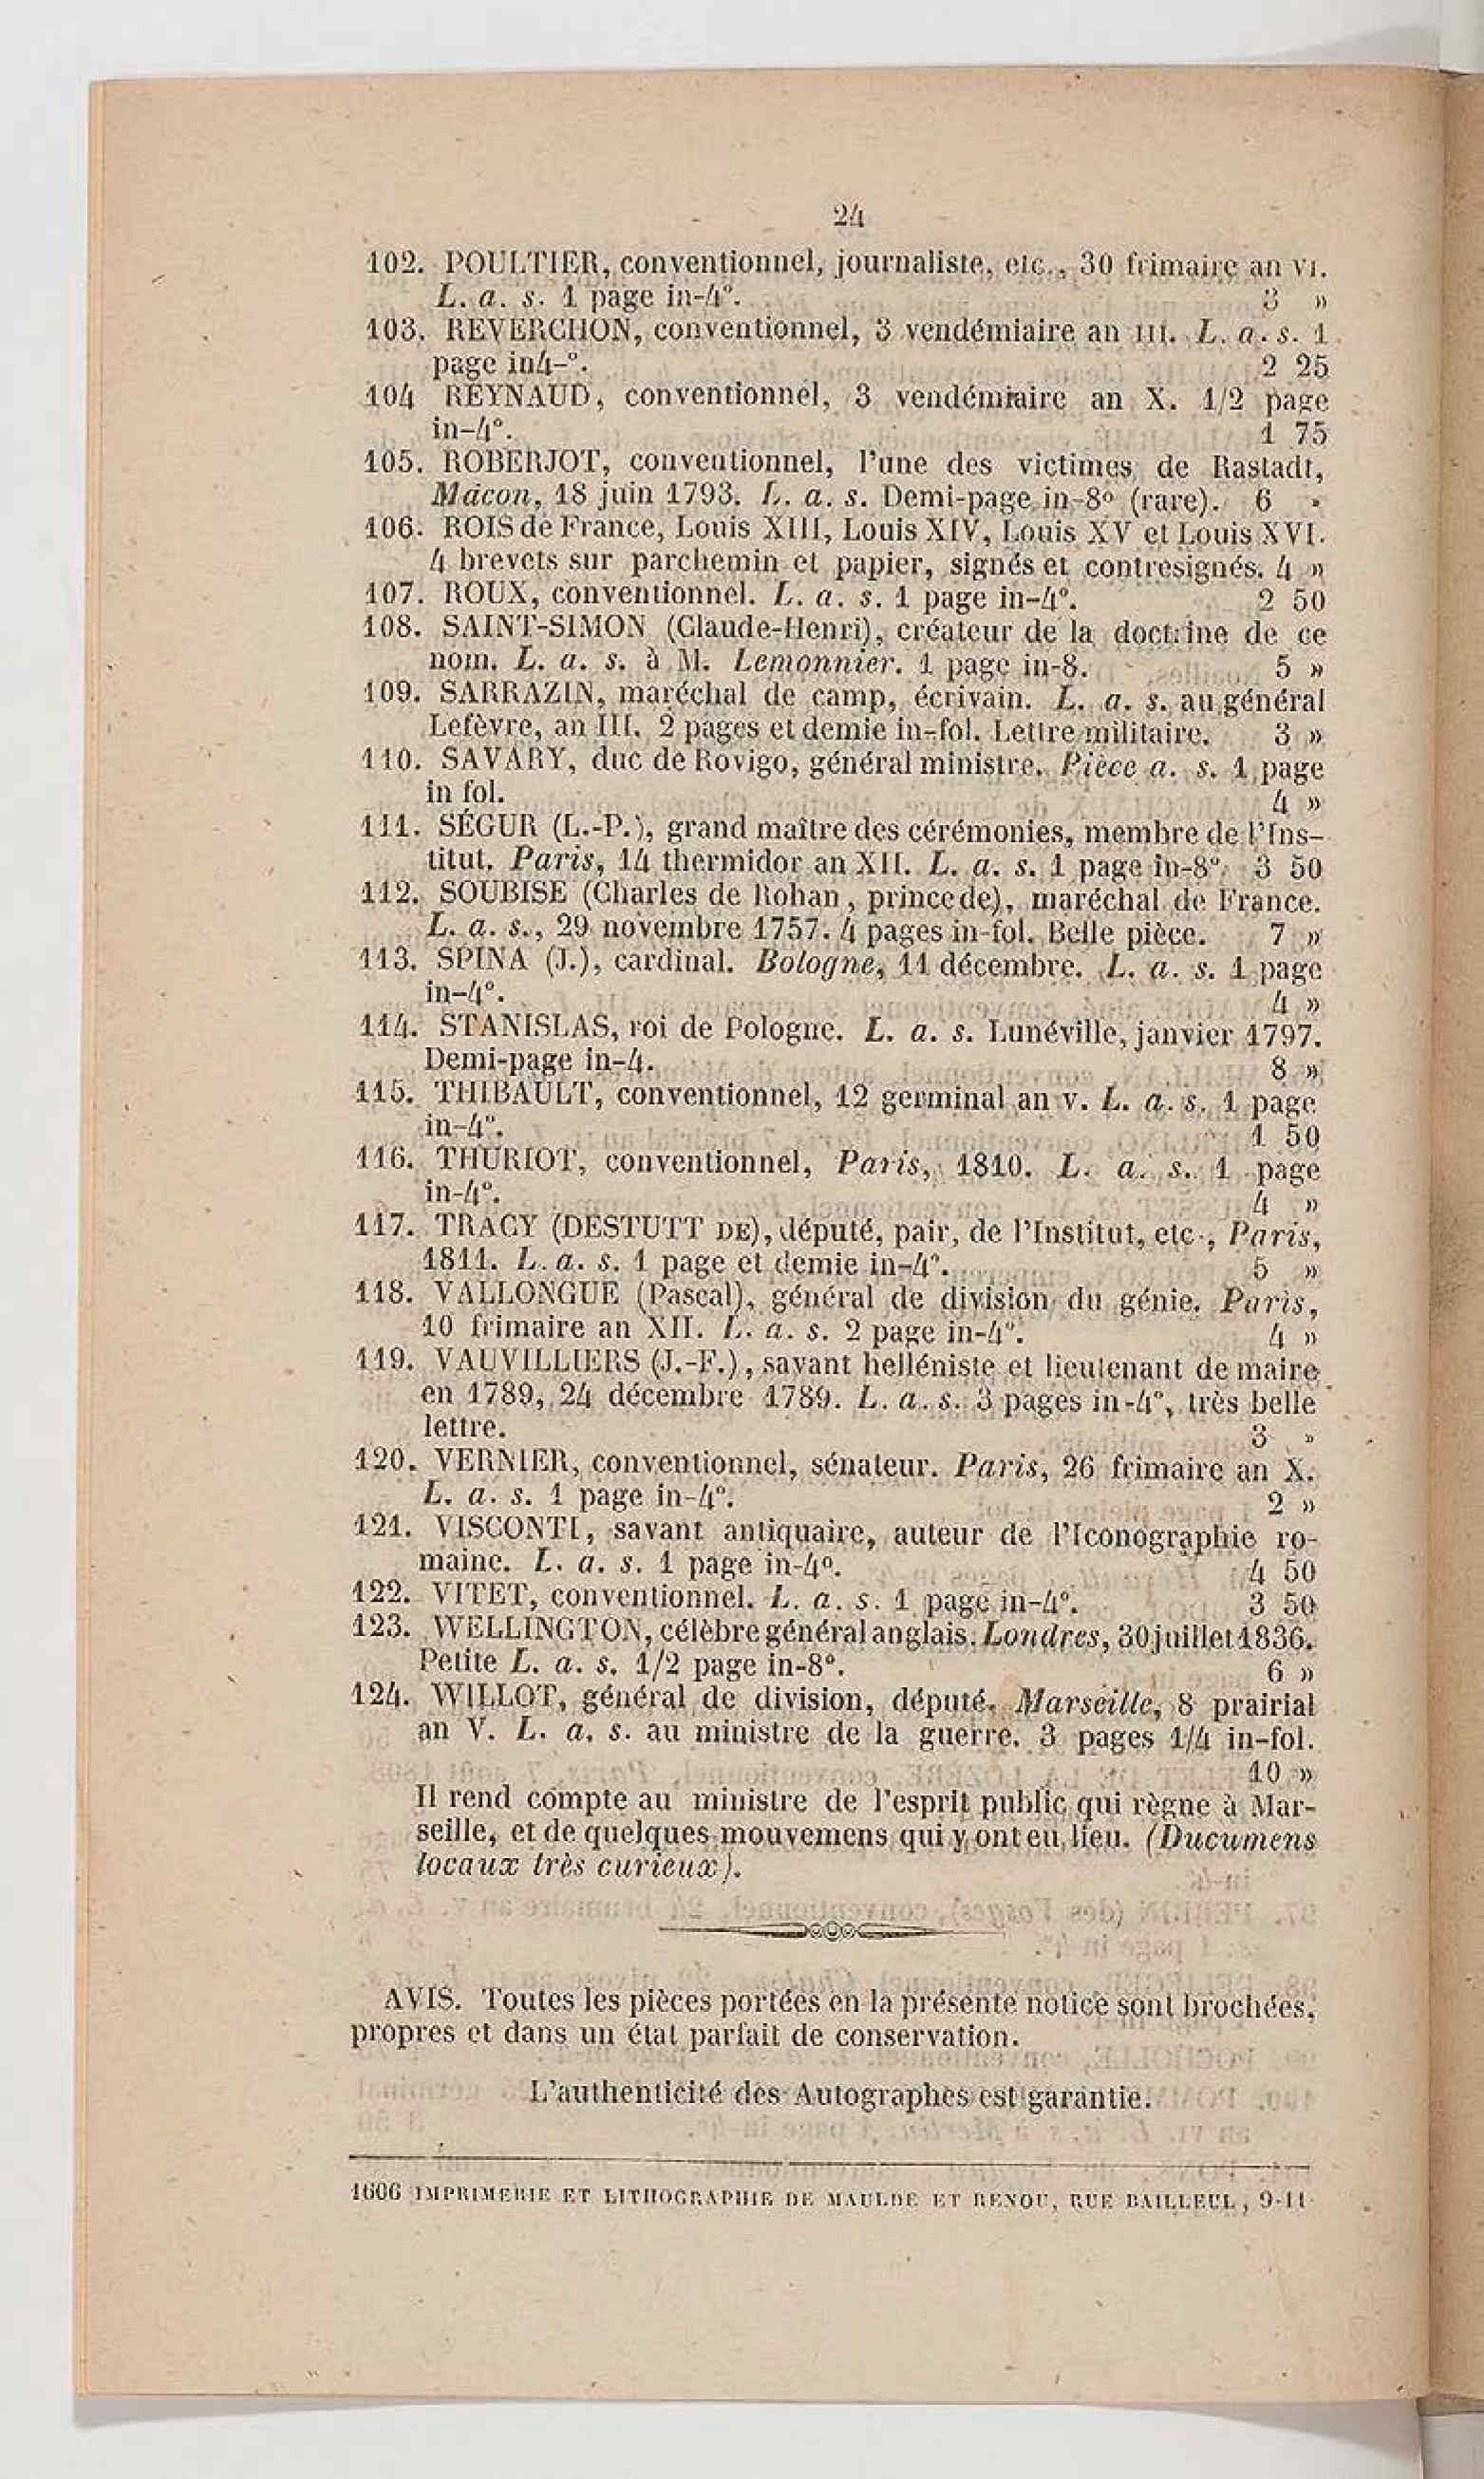 24
102. POULTIER, conventionnel, journaliste, etc., 30 frimaire an VI.
L. a. s. 1 page in-4°. 3 »
103. REVERCHON, conventionnel, 3 vendémiaire an III. L. a. s. 1
page in4-°. 2 25
104 REYNAUD, conventionnel, 3 vendémiaire an X. 1/2 page
in-4°. 1 75
105. ROBERJOT, conventionnel, l'une des victimes de Rastadt,
Mâcon, 18 juin 1793. L. a. s. Demi-page in-8° (rare). 6 »
106. ROIS de France, Louis XIII, Louis XIV, Louis XV et Louis XVI.
4 brevets sur parchemin et papier, signés et contresignés. 4 »
107. ROUX, conventionnel. L. a. s. 1 page in-4°. 2 50
108. SAINT-SIMON (Claude-Henri), créateur de la doctrine de ce
nom. L. a. s. à M. Lemonnier. 1 page in-8. 5 »
109. SARRAZIN, maréchal de camp, écrivain. L. a. s. au général
Lefèvre, an III. 2 pages et demie in-fol. Lettre militaire. 3 »
110. SAVARY, duc de Rovigo, général ministre. Pièce a. s. 1 page
in fol. 4 »
111. SÉGUR (L.-P.), grand maître des cérémonies, membre de l'Ins-
titut. Paris, 14 thermidor an XII. L. a. s. 1 page in-8°. 3 50
112. SOUBISE (Charles de Rohan, prince de), maréchal de France.
L. a. s., 29 novembre 1757. 4 pages in-fol. Belle pièce. 7 »
113. SPINA (J.), cardinal. Bologne, 11 décembre. L. a. s. 1 page
in-4°. 4 »
114. STANISLAS, roi de Pologne. L. a. s. Lunéville, janvier 1797.
Demi-page in-4. 8 »
115. THIBAULT, conventionnel, 12 germinal an V. L. a. s. 1 page
in-4°. 1 50
116. THURIOT, conventionnel, Paris, 1810. L. a. s. 1 page
in-4°. 4 »
117. TRACY (DESTUTT DE), député, pair, de l'Institut, etc., Paris,
1811. L. a. s. 1 page et demie in-4°. 5 »
118. VALLONGUE (Pascal), général de division du génie. Paris,
10 frimaire an XII. L. a. s. 2 page in-4°. 4 »
119. VAUVILLIERS (J.-F.), savant helléniste et lieutenant de maire
en 1789, 24 décembre 1789. L. a. s. 3 pages in-4°, très belle
lettre. 3 »
120. VERNIER, conventionnel, sénateur. Paris, 26 frimaire an X.
L. a. s. 1 page in-4°. 2 »
121. VISCONTI, savant antiquaire, auteur de l'Iconographie ro-
maine. L. a. s. 1 page in-4°. 4 50
122. VITET, conventionnel. L. a. s. 1 page in-4°. 3 50
123. WELLINGTON, célèbre général anglais. Londres, 30 juillet 1836.
Petite L. a. s. 1/2 page in-8°. 6 »
124. WILLOT, général de division, député. Marseille, 8 prairial
an V. L. a. s. au ministre de la guerre. 3 pages 1/4 in-fol.
10 »
Il rend compte au ministre de l'esprit public qui règne à Mar-
seille, et de quelques mouvemens qui y ont eu lieu. (Ducumens
locaux très curieux).
AVIS. Toutes les pièces portées en la présente notice sont brochées,
propres et dans un état parfait de conservation.
L'authenticité des Autographes est garantie.
1606 IMPRIMERIE ET LITHOGRAPHIE DE MAULDE ET RENOU, RUE BAILLEUL, 9-11